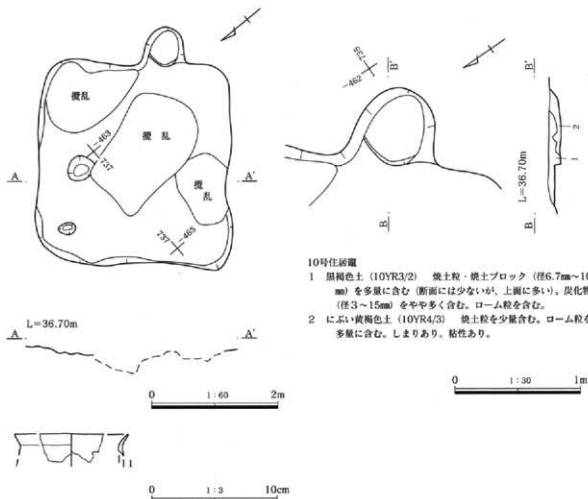 攪乱
攪 乱
攪
乱
-463
737
737
-465
A
A'
A
L=36.70m
A'
0
1:60
2m
0
1:3
10cm
738
-462
B'
B
B'
B
L=36.70m
1
2
10号住居竈
1 黒褐色土（10YR3/2） 焼土粒・焼土ブロック（径6.7mm～10
mm）を多量に含む（断面には少ないが、上面に多い）。炭化物
（径3～15mm）をやや多く含む。ローム粒を含む。
2 にぶい黄褐色土（10YR4/3） 焼土粒を少量含む。ローム粒を
多量に含む。しまりあり。粘性あり。
0
1:30
1m